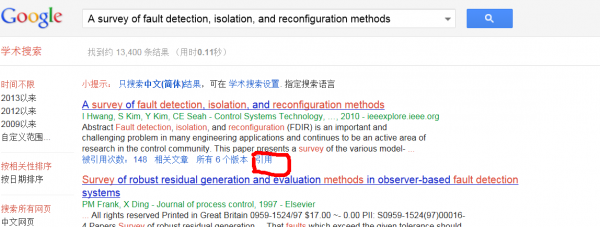 Google
A survey of fault detection, isolation, and reconfiguration methods
学术搜索
找到约 13,400 条结果 （用时0.11秒）
时间不限
2013以来
2012以来
2009以来
自定义范围...
按相关性排序
按日期排序
搜索所有网页
小提示： 只搜索中文(简体)结果，可在 学术搜索设置. 指定搜索语言
A survey of fault detection, isolation, and reconfiguration methods
I Hwang, S Kim, Y Kim, CE Seah - Control Systems Technology, ..., 2010 - ieeexplore.ieee.org
Abstract Fault detection, isolation, and reconfiguration (FDIR) is an important and
challenging problem in many engineering applications and continues to be an active area of
research in the control community. This paper presents a survey of the various model- ...
被引用次数：148 相关文章 所有 6 个版本 引用
Survey of robust residual generation and evaluation methods in observer-based fault detection
systems
PM Frank, X Ding - Journal of process control, 1997 - Elsevier
... All rights reserved Printed in Great Britain 0959-1524/97 $17.00 ~- 0.00 PII: S0959-1524(97)00016-
4 Papers Survey of robust residual generation ... That faults which exceed the given tolerance should